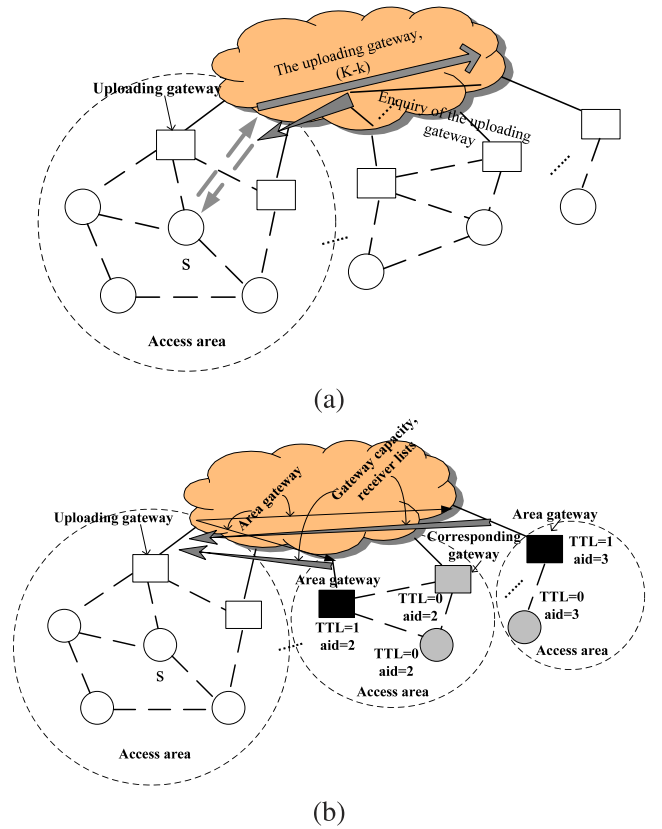 The uploading gateway,
(K-k)
Uploading gateway
Enquiry of the uploading
gateway
S
Access area
(a)
Gateway capacity,
receiver lists
Area gateway
Uploading gateway
Area gateway
Corresponding
gateway
TTL=1
aid=3
Area gateway
TTL=0
aid=2
TTL=0
aid=3
TTL=1
aid=2
S
TTL=0
aid=2
Access area
Access area
Access area
(b)